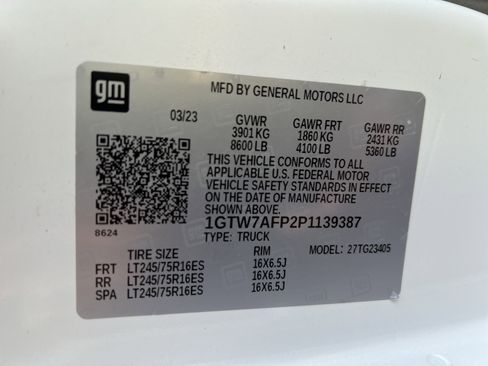 gm
MFD BY GENERAL MOTORS LLC
03/23 GVWR GAWR FRT GAWR RR
3901 KG 1860 KG 2431 KG
8600 LB 4100 LB 5360 LB
THIS VEHICLE CONFORMS TO ALL
APPLICABLE U.S. FEDERAL MOTOR
VEHICLE SAFETY STANDARDS IN EFFECT
ON THE DATE OF MANUFACTURE
SHOWN ABOVE.
8624
1GTW7AFP2P1139387
TYPE: TRUCK MODEL: 27TG23405
TIRE SIZE RIM
FRT LT245/75R16ES 16X6.5J
RR LT245/75R16ES 16X6.5J
SPA LT245/75R16ES 16X6.5J